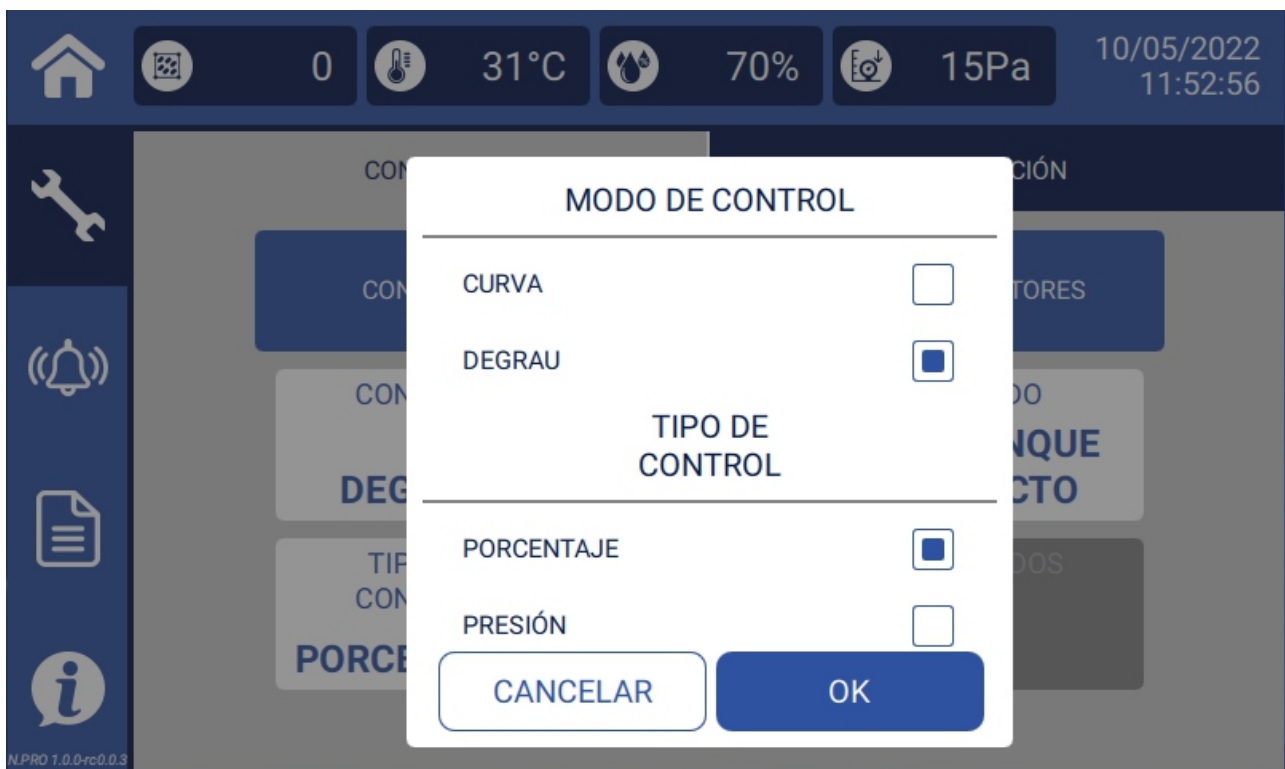 0
31°C
70%
15Pa
10/05/2022
11:52:56
CON
CIÓN
MODO DE CONTROL
CURVA
DEGRAU
TIPO DE
CONTROL
PORCENTAJE
PRESIÓN
CANCELAR
OK
CON
TORES
CON
DEG
DO
NQUE
CTO
TIP
CON
PORCE
DOS
N.PRO 1.0.0-rc0.0.3